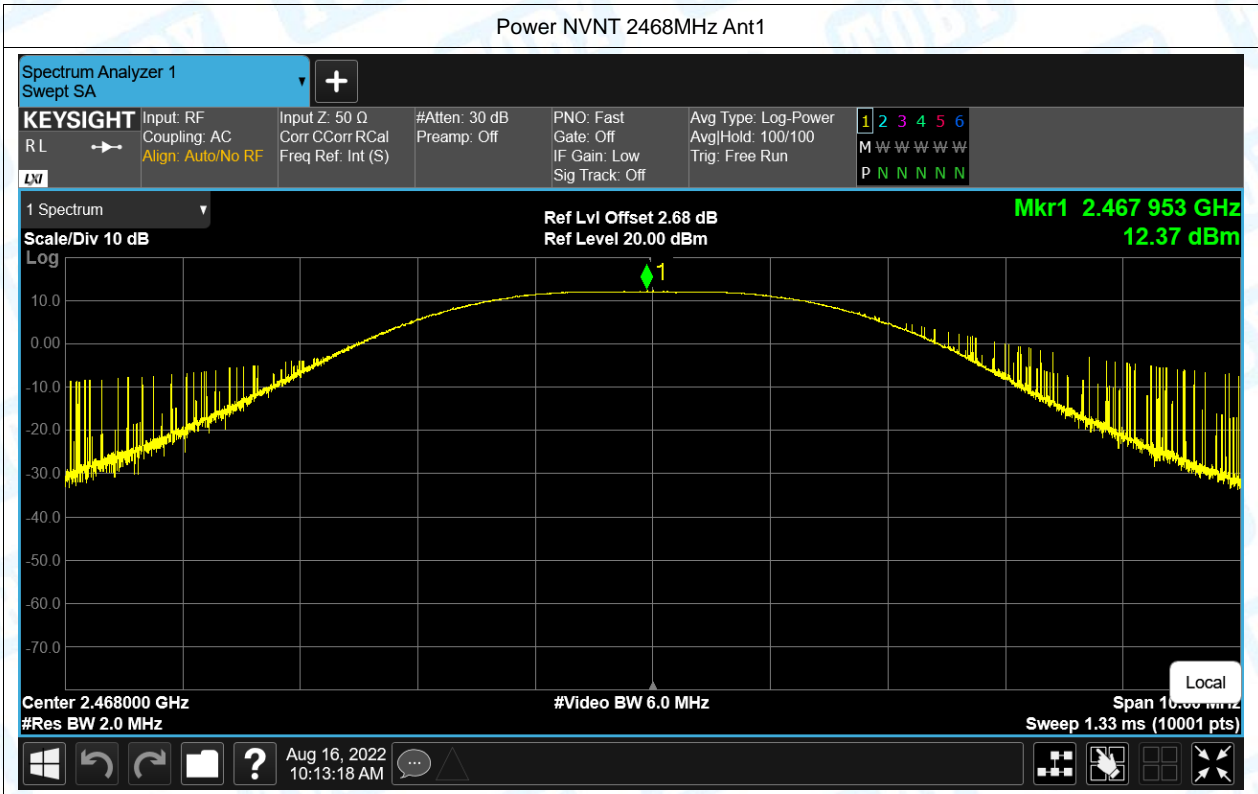 Power NVNT 2468MHz Ant1
Spectrum Analyzer 1
Swept SA
KEYSIGHT
R L
LXI
Input: RF
Coupling: AC
Align: Auto/No RF
Input Z: 50 Ω
Corr CCorr RCal
Freq Ref: Int (S)
#Atten: 30 dB
Preamp: Off
PNO: Fast
Gate: Off
IF Gain: Low
Sig Track: Off
Avg Type: Log-Power
Avg|Hold: 100/100
Trig: Free Run
1 2 3 4 5 6
M W W W W W
P N N N N N
1 Spectrum
Scale/Div 10 dB
Log
Ref Lvl Offset 2.68 dB
Ref Level 20.00 dBm
Mkr1 2.467 953 GHz
12.37 dBm
1
10.0
0.00
-10.0
-20.0
-30.0
-40.0
-50.0
-60.0
-70.0
Local
Center 2.468000 GHz
#Video BW 6.0 MHz
Span 10.00 MHz
#Res BW 2.0 MHz
Sweep 1.33 ms (10001 pts)
?
Aug 16, 2022
10:13:18 AM